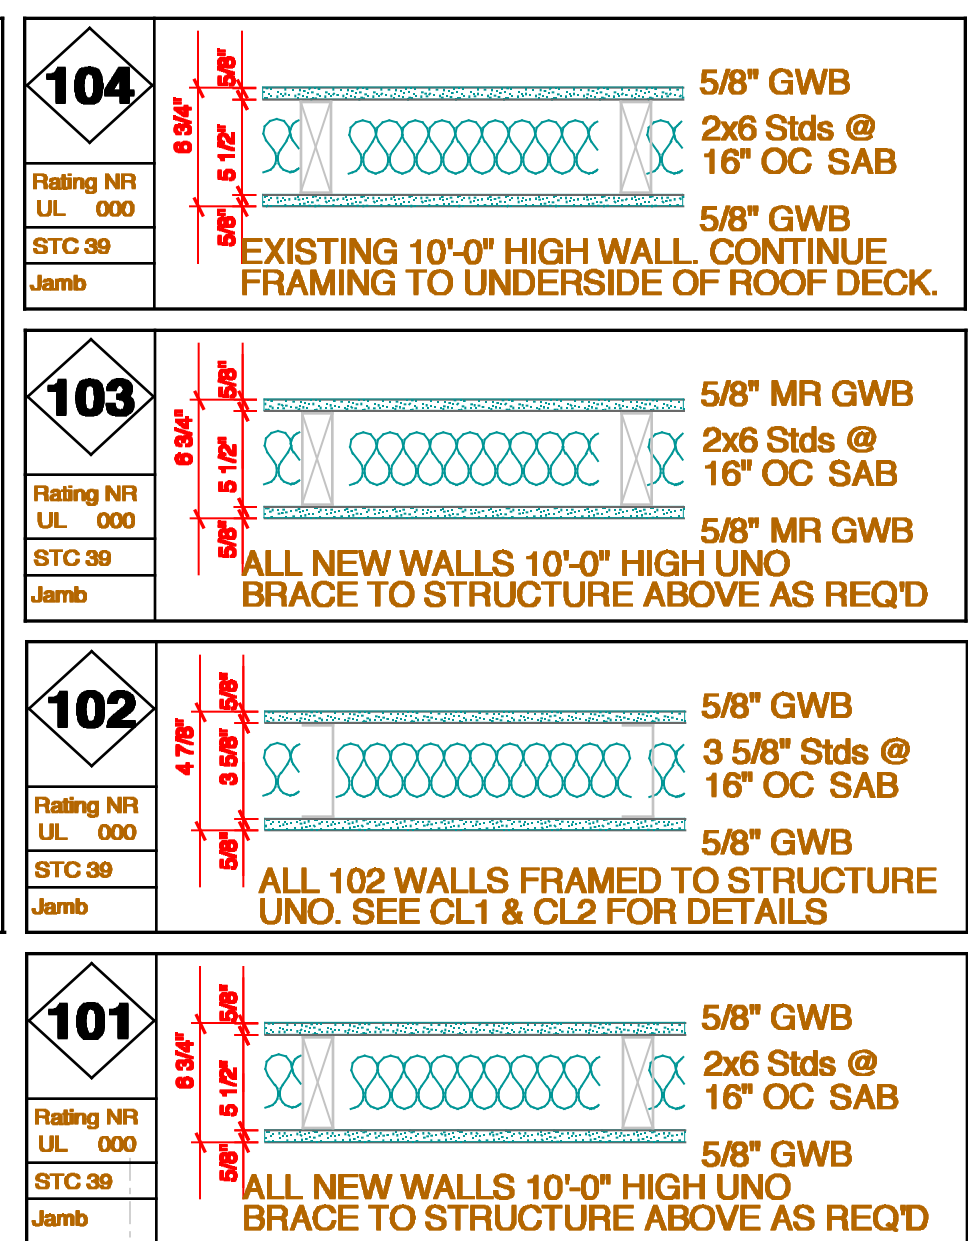 104
Rating NR
UL 000
STC 39
Jamb
5/8"
6 3/4"
5 1/2"
5/8"
5/8" GWB
2x6 Stds @
16" OC SAB
5/8" GWB
EXISTING 10'-0" HIGH WALL. CONTINUE
FRAMING TO UNDERSIDE OF ROOF DECK.
103
Rating NR
UL 000
STC 39
Jamb
5/8"
6 3/4"
5 1/2"
5/8"
5/8" MR GWB
2x6 Stds @
16" OC SAB
5/8" MR GWB
ALL NEW WALLS 10'-0" HIGH UNO
BRACE TO STRUCTURE ABOVE AS REQ'D
102
Rating NR
UL 000
STC 39
Jamb
5/8"
4 7/8"
3 5/8"
5/8"
5/8" GWB
3 5/8" Stds @
16" OC SAB
5/8" GWB
ALL 102 WALLS FRAMED TO STRUCTURE
UNO. SEE CL1 & CL2 FOR DETAILS
101
Rating NR
UL 000
STC 39
Jamb
5/8"
6 3/4"
5 1/2"
5/8"
5/8" GWB
2x6 Stds @
16" OC SAB
5/8" GWB
ALL NEW WALLS 10'-0" HIGH UNO
BRACE TO STRUCTURE ABOVE AS REQ'D